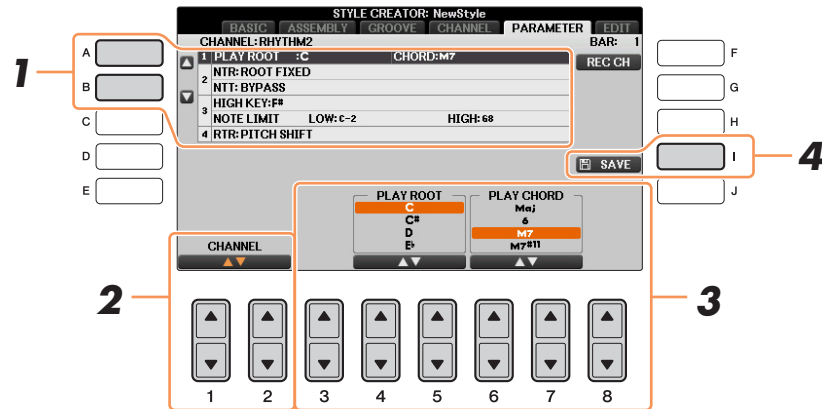 STYLE CREATOR: NewStyle
BASIC ASSEMBLY GROOVE CHANNEL PARAMETER EDIT
CHANNEL: RHYTHM2 BAR: 1
1 PLAY ROOT :C CHORD:M7 REC CH
2 NTR: ROOT FIXED
NTT: BYPASS
3 HIGH KEY:F#
NOTE LIMIT LOW: C-2 HIGH: G8
4 RTR: PITCH SHIFT
SAVE
PLAY ROOT PLAY CHORD
C Maj
C# 6
D M7
E♭ M7#11
CHANNEL
A
B
C
D
E
F
G
H
I
J
1
2
3
4
1 2 3 4 5 6 7 8